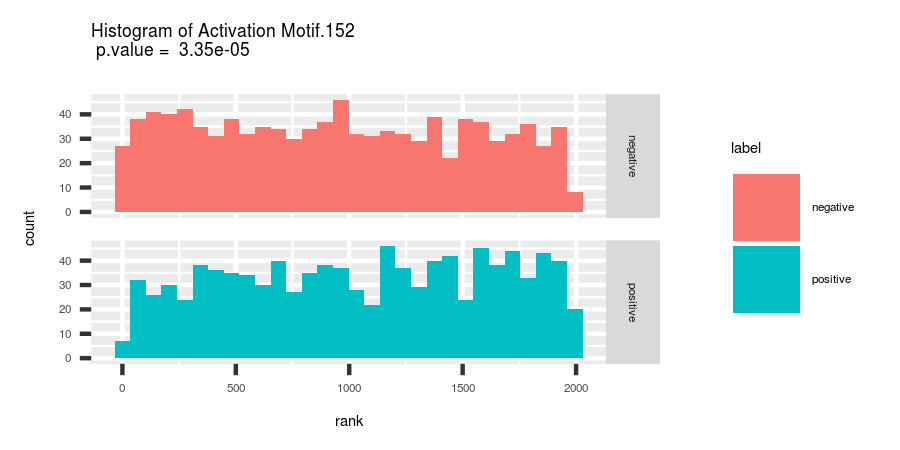 Histogram of Activation Motif.152
p.value = 3.35e-05
count
40
30
20
10
0
negative
40
30
20
10
0
positive
0 500 1000 1500 2000
rank
label
negative
positive